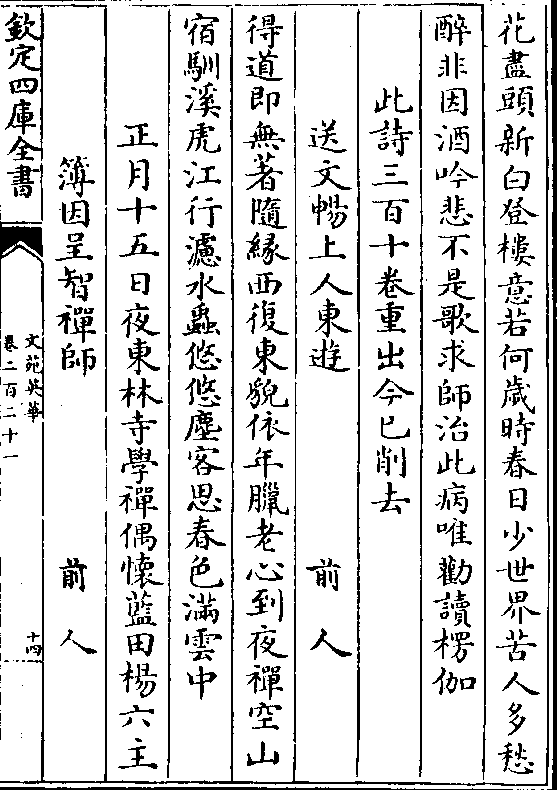 花盡頭新白登樓意若何歲時春日少世界苦人多愁
醉非因酒吟悲不是歌求師治此病唯勸讀楞伽
此詩三百十卷重出今已削去
送文暢上人東遊 前人
得道即無著隨緣西復東貌依年臘老心到夜禪空山
宿馴溪虎江行濾水蟲悠悠塵客思春色滿雲中
正月十五日夜東林寺學禪偶懷藍田楊六主
簿因呈智禪師 前人
欽定四庫全書
文苑英華
卷二百二十一
十四